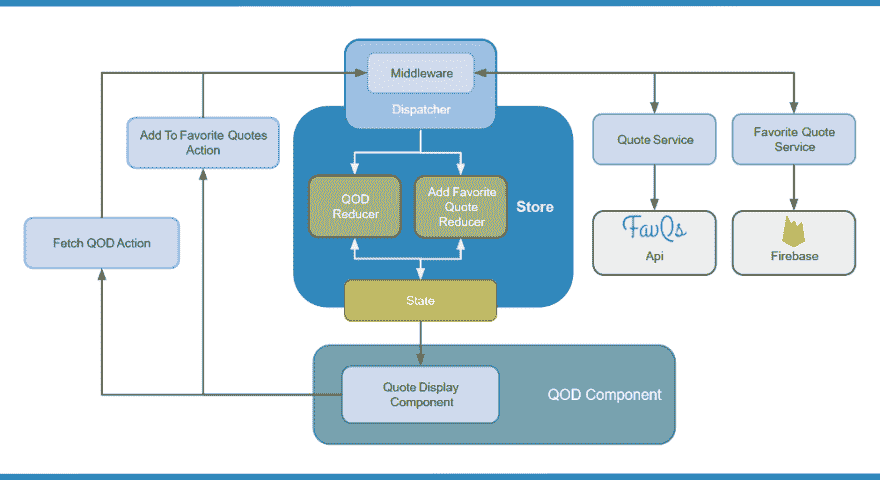 Middleware
Dispatcher
Add To Favorite Quotes
Action
Quote Service
Favorite Quote
Service
QOD
Reducer
Add Favorite
Quote
Reducer
Store
Fetch QOD Action
FavQs
Api
Firebase
State
Quote Display
Component
QOD Component